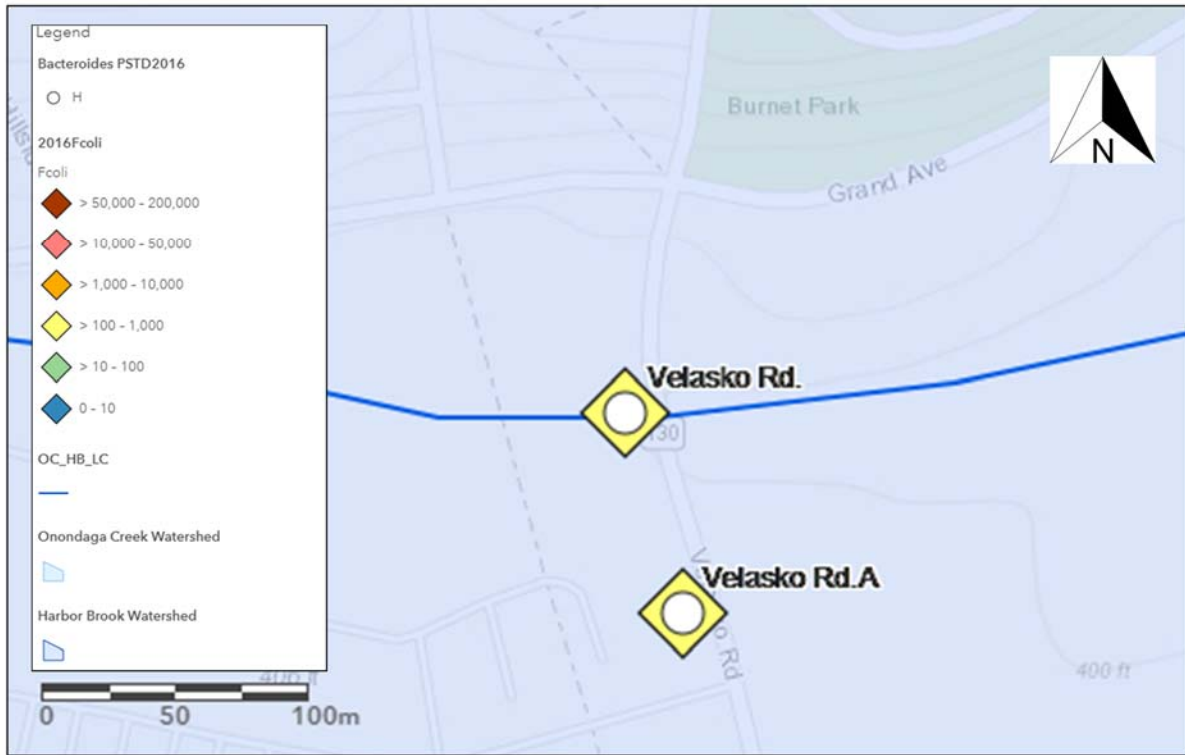 Legend
Bacteroides PSTD2016
H
2016Fcoli
Fcoli
> 50,000 - 200,000
> 10,000 - 50,000
> 1,000 - 10,000
> 100 - 1,000
> 10 - 100
0 - 10
OC_HB_LC
Onondaga Creek Watershed
Harbor Brook Watershed
0 50 100m
Burnet Park
Grand Ave
N
Velasko Rd.
130
Velasko Rd.A
Rd
400 ft